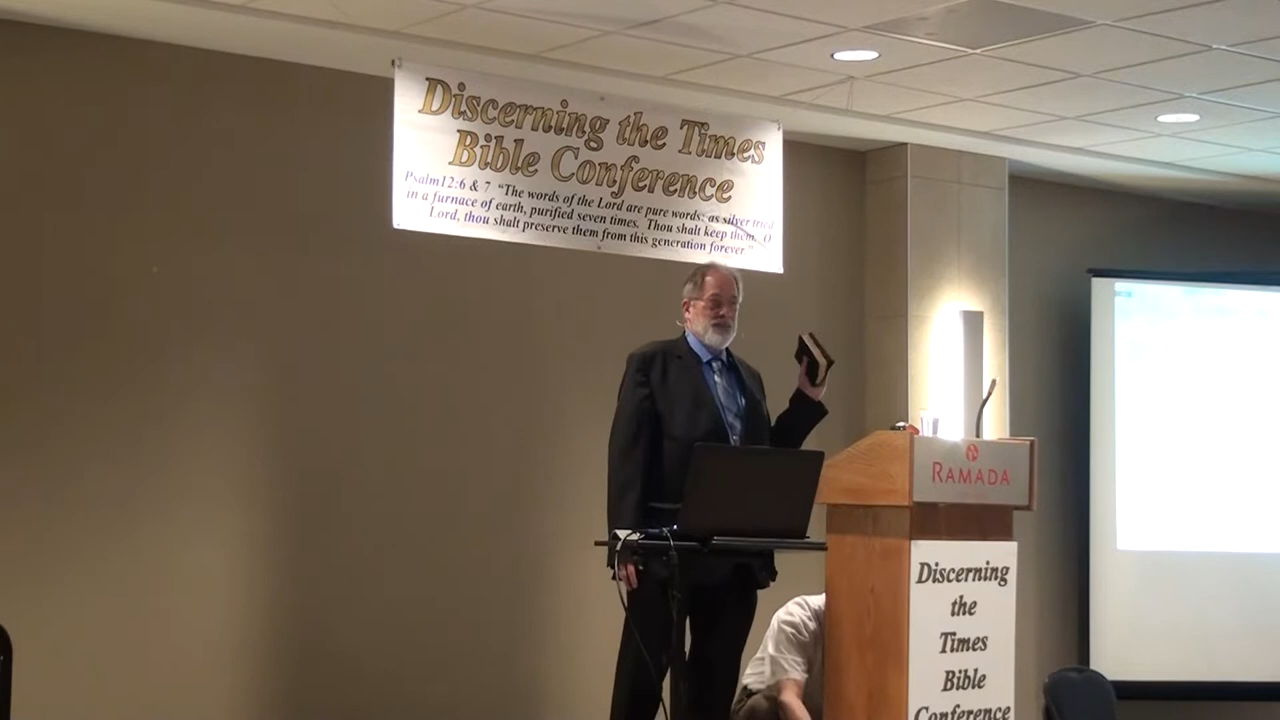 Discerning the Times
Bible Conference
Psalm12:6 & 7 "The words of the Lord are pure words: as silver tried
in a furnace of earth, purified seven times. Thou shalt keep them, O
Lord, thou shalt preserve them from this generation forever"
RAMADA
Discerning
the
Times
Bible
Conference